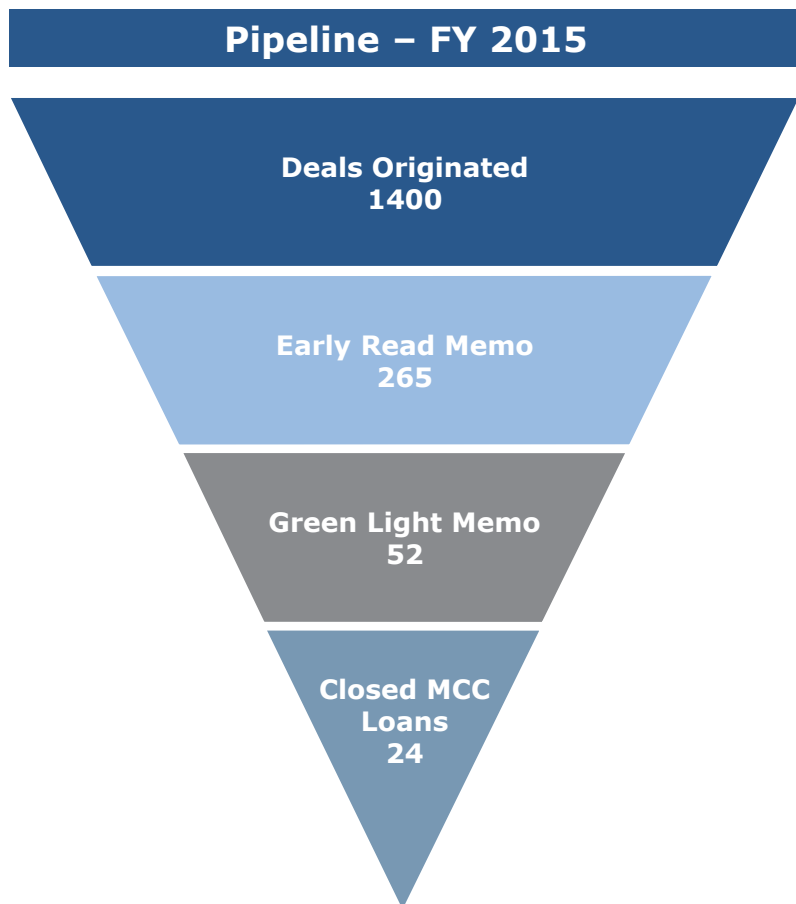 Pipeline – FY 2015
Deals Originated
1400
Early Read Memo
265
Green Light Memo
52
Closed MCC
Loans
24